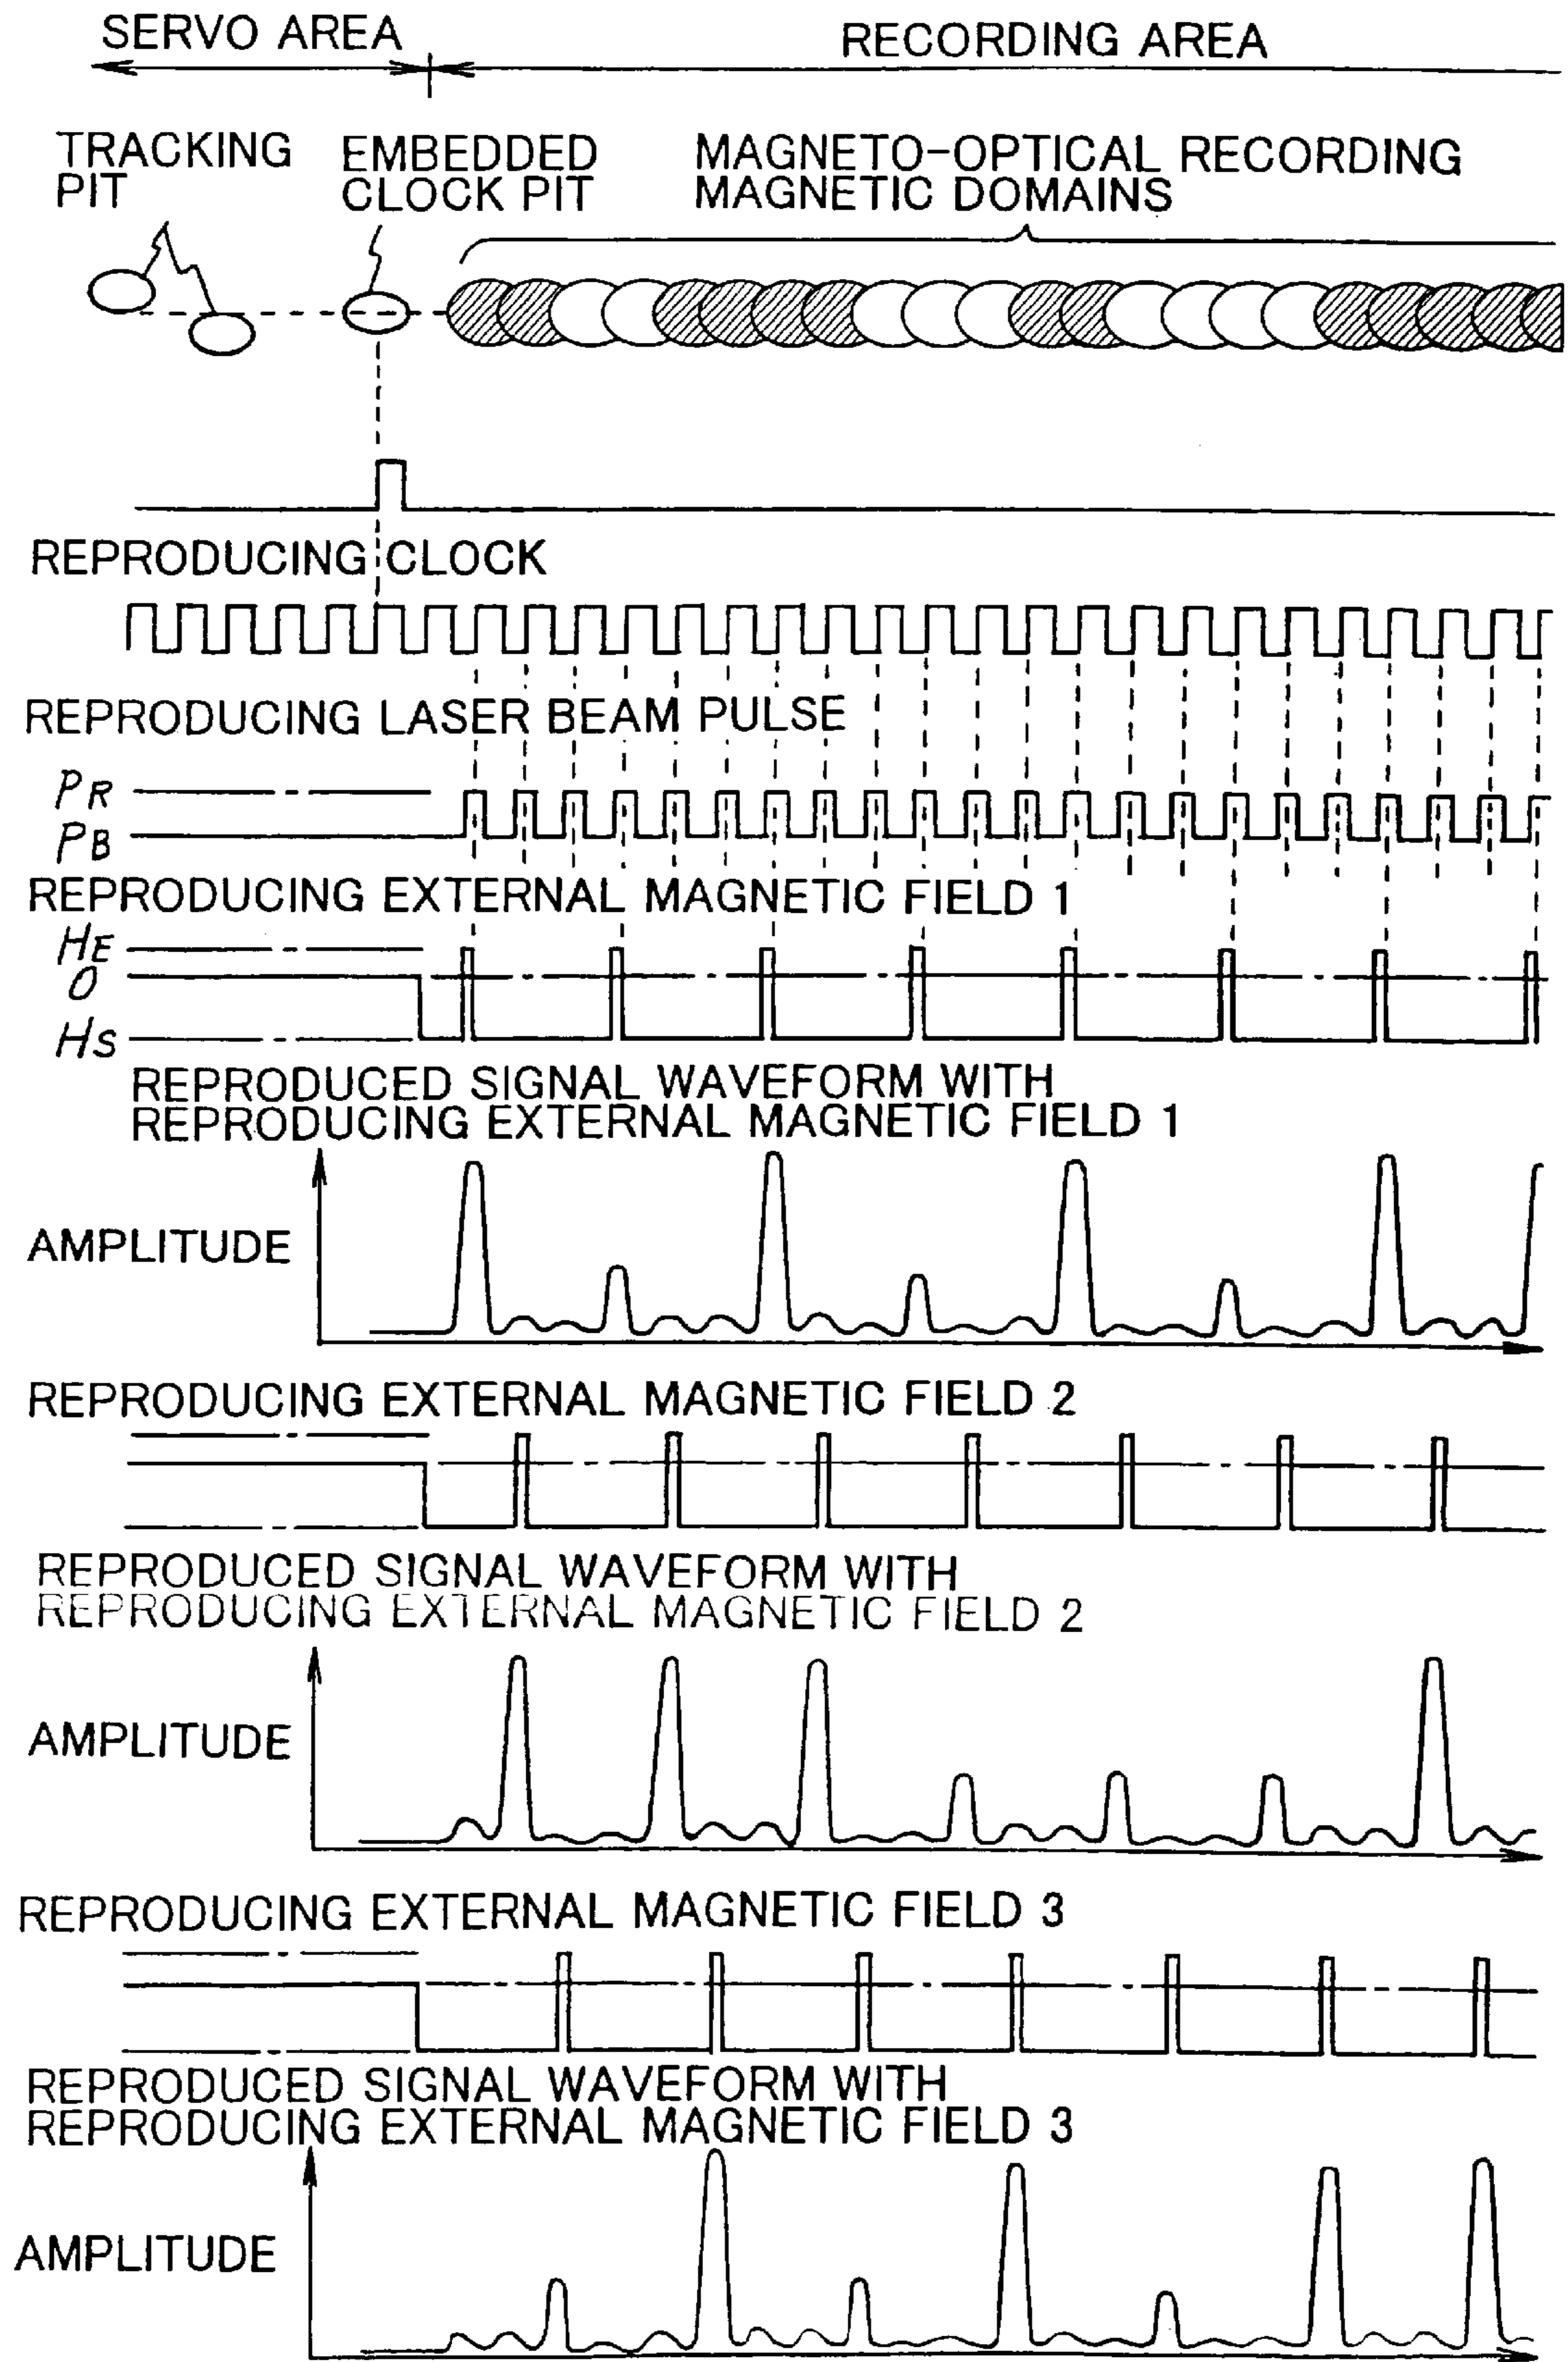 SERVO AREA
RECORDING AREA
TRACKING
PIT
EMBEDDED
CLOCK PIT
MAGNETO-OPTICAL RECORDING
MAGNETIC DOMAINS
REPRODUCING CLOCK
REPRODUCING LASER BEAM PULSE
PR
PB
REPRODUCING EXTERNAL MAGNETIC FIELD 1
HE
O
HS
REPRODUCED SIGNAL WAVEFORM WITH
REPRODUCING EXTERNAL MAGNETIC FIELD 1
AMPLITUDE
REPRODUCING EXTERNAL MAGNETIC FIELD 2
REPRODUCED SIGNAL WAVEFORM WITH
REPRODUCING EXTERNAL MAGNETIC FIELD 2
AMPLITUDE
REPRODUCING EXTERNAL MAGNETIC FIELD 3
REPRODUCED SIGNAL WAVEFORM WITH
REPRODUCING EXTERNAL MAGNETIC FIELD 3
AMPLITUDE